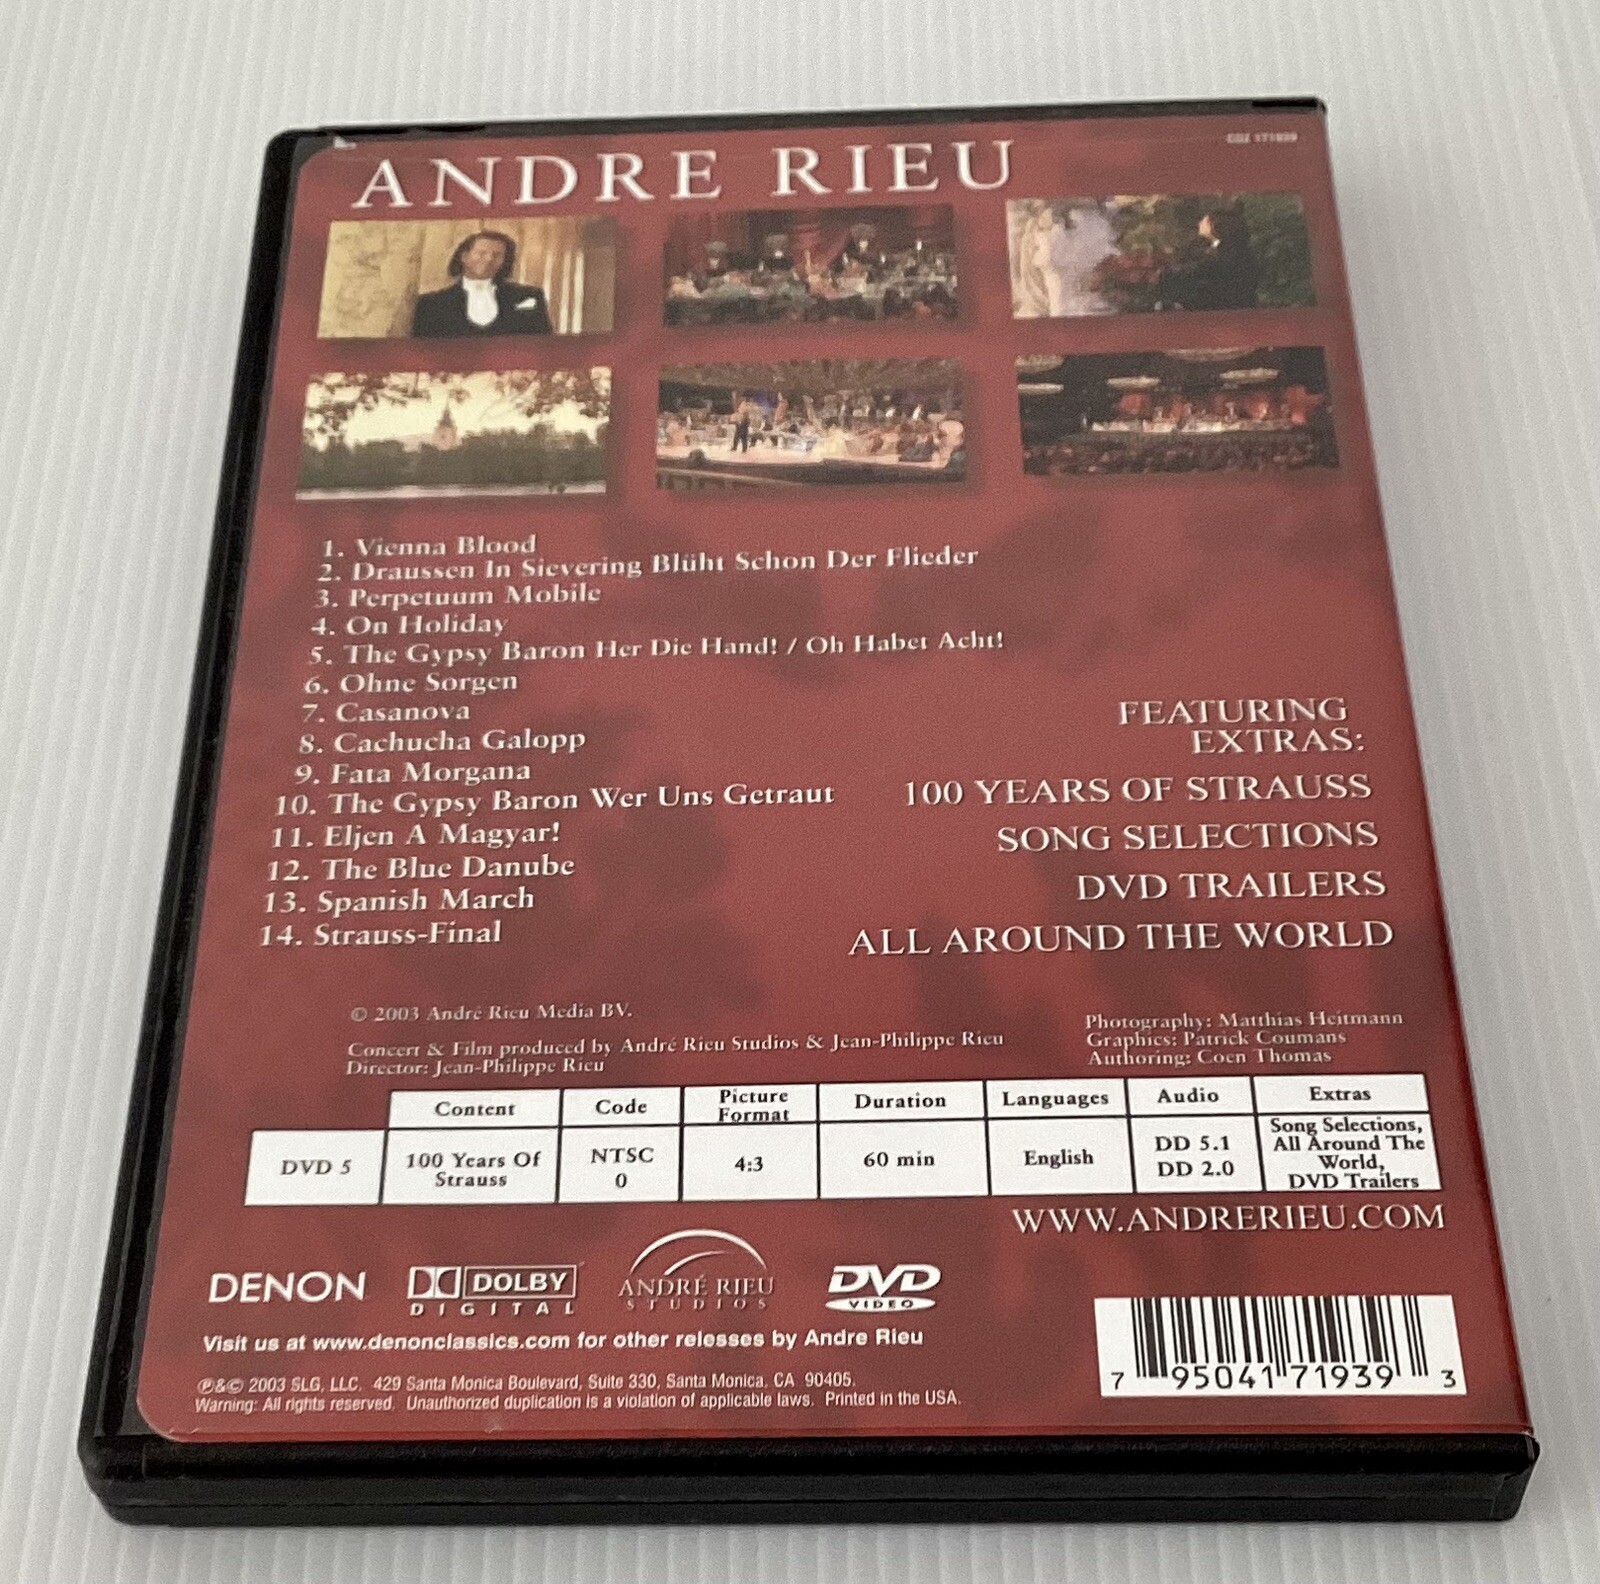 ANDRE RIEU
1. Vienna Blood
2. Draussen In Sievering Blüht Schon Der Flieder
3. Perpetuum Mobile
4. On Holiday
5. The Gypsy Baron Her Die Hand! / Oh Habet Acht!
6. Ohne Sorgen
7. Casanova
8. Cachucha Galopp
9. Fata Morgana
10. The Gypsy Baron Wer Uns Getraut
11. Eljen A Magyar!
12. The Blue Danube
13. Spanish March
14. Strauss-Final
FEATURING
EXTRAS:
100 YEARS OF STRAUSS
SONG SELECTIONS
DVD TRAILERS
ALL AROUND THE WORLD
© 2003 André Rieu Media BV.
Concert & Film produced by André Rieu Studios & Jean-Philippe Rieu
Director: Jean-Philippe Rieu
Photography: Matthias Heitmann
Graphics: Patrick Coumans
Authoring: Coen Thomas
Content Code Picture Format Duration Languages Audio Extras
DVD 5
100 Years Of
Strauss
NTSC
0
4:3
60 min
English
DD 5.1
DD 2.0
Song Selections,
All Around The
World,
DVD Trailers
WWW.ANDRERIEU.COM
DENON
DOLBY
DIGITAL
ANDRÉ RIEU
STUDIOS
DVD
VIDEO
Visit us at www.denonclassics.com for other relesses by Andre Rieu
℗&© 2003 SLG, LLC. 429 Santa Monica Boulevard, Suite 330, Santa Monica, CA 90405.
Warning: All rights reserved. Unauthorized duplication is a violation of applicable laws. Printed in the USA.
7 95041 71939 3